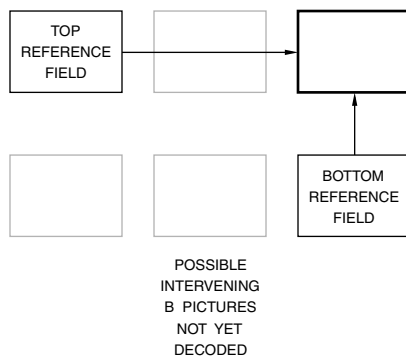 TOP
REFERENCE
FIELD
BOTTOM
REFERENCE
FIELD
POSSIBLE
INTERVENING
B PICTURES
NOT YET
DECODED